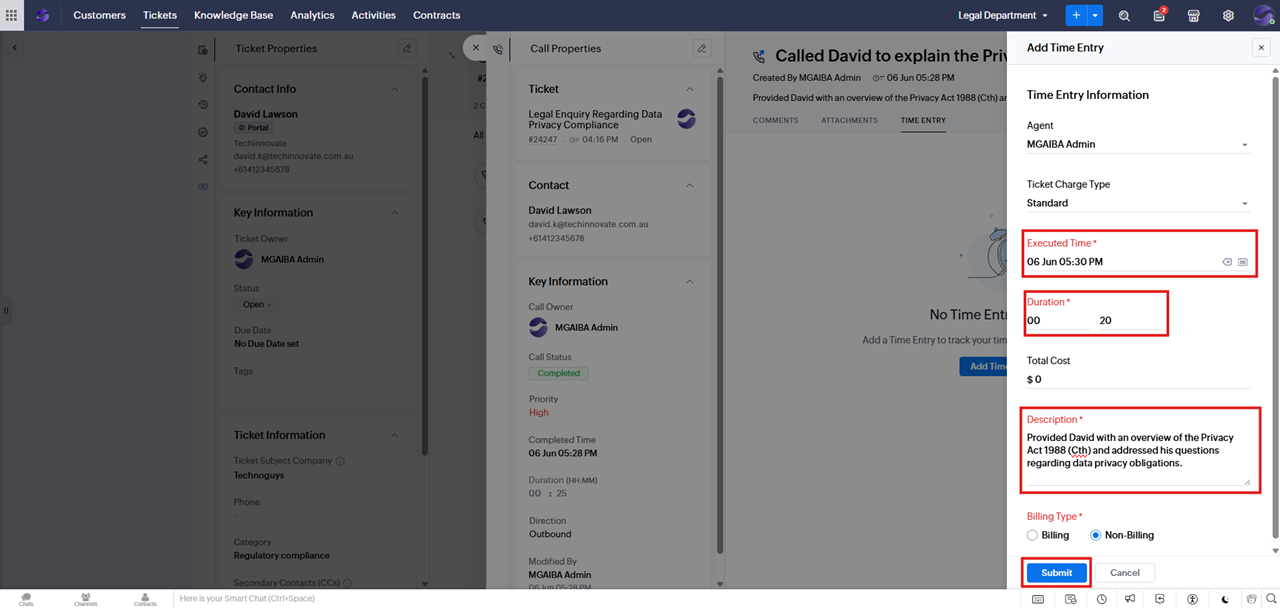 Customers
Tickets
Knowledge Base
Analytics
Activities
Contracts
Legal Department
2
Ticket Properties
Contact Info
David Lawson
Portal
Techinnovate
david.k@techinnovate.com.au
+61412345678
Key Information
Ticket Owner
MGAIBA Admin
Status
Open
Due Date
No Due Date set
Tags
-
Ticket Information
Ticket Subject Company
Technoguys
Phone
-
Category
Regulatory compliance
Secondary Contacts (CCs)
#2
2 C
All
Call Properties
Ticket
Legal Enquiry Regarding Data
Privacy Compliance
#24247 . 04:16 PM . Open
Contact
David Lawson
david.k@techinnovate.com.au
+61412345678
Key Information
Call Owner
MGAIBA Admin
Call Status
Completed
Priority
High
Completed Time
06 Jun 05:28 PM
Duration (HH:MM)
00 : 25
Direction
Outbound
Modified By
MGAIBA Admin
06 Jun 05:28 PM
Called David to explain the Priv
Created By MGAIBA Admin . 06 Jun 05:28 PM
Provided David with an overview of the Privacy Act 1988 (Cth) an
COMMENTS
ATTACHMENTS
TIME ENTRY
No Time Entr
Add a Time Entry to track your tim
Add Time
Add Time Entry
Time Entry Information
Agent
MGAIBA Admin
Ticket Charge Type
Standard
Executed Time *
06 Jun 05:30 PM
Duration *
00 20
Total Cost
$ 0
Description *
Provided David with an overview of the Privacy
Act 1988 (Cth) and addressed his questions
regarding data privacy obligations.
Billing Type *
Billing
Non-Billing
Submit
Cancel
Chats
Channels
Contacts
Here is your Smart Chat (Ctrl+Space)